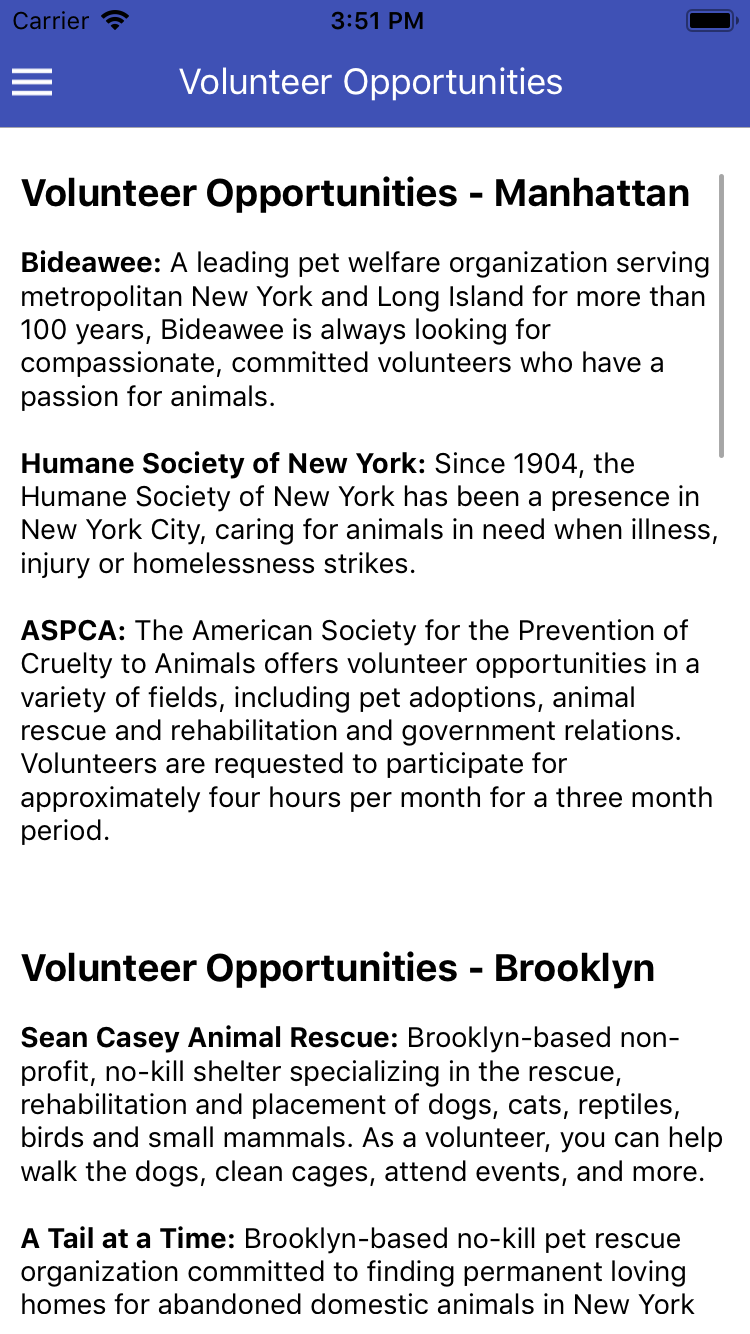 Carrier 3:51 PM
Volunteer Opportunities
Volunteer Opportunities - Manhattan
Bideawee: A leading pet welfare organization serving
metropolitan New York and Long Island for more than
100 years, Bideawee is always looking for
compassionate, committed volunteers who have a
passion for animals.
Humane Society of New York: Since 1904, the
Humane Society of New York has been a presence in
New York City, caring for animals in need when illness,
injury or homelessness strikes.
ASPCA: The American Society for the Prevention of
Cruelty to Animals offers volunteer opportunities in a
variety of fields, including pet adoptions, animal
rescue and rehabilitation and government relations.
Volunteers are requested to participate for
approximately four hours per month for a three month
period.
Volunteer Opportunities - Brooklyn
Sean Casey Animal Rescue: Brooklyn-based non-
profit, no-kill shelter specializing in the rescue,
rehabilitation and placement of dogs, cats, reptiles,
birds and small mammals. As a volunteer, you can help
walk the dogs, clean cages, attend events, and more.
A Tail at a Time: Brooklyn-based no-kill pet rescue
organization committed to finding permanent loving
homes for abandoned domestic animals in New York